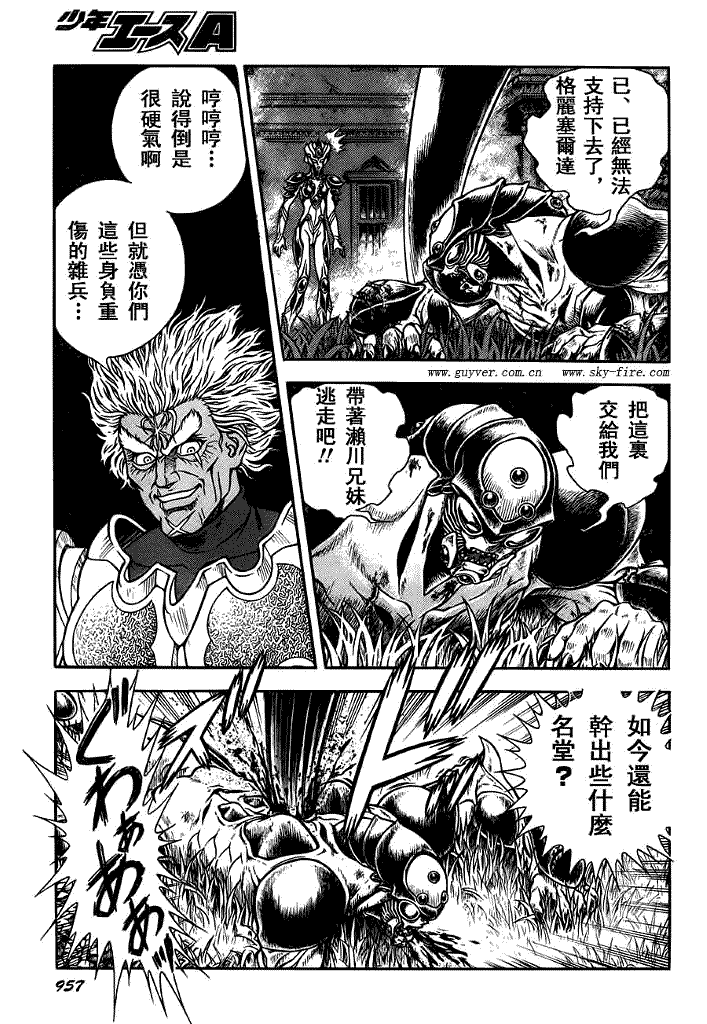 少年エースA
已、已經無法
支持下去了，
格麗塞爾達
哼哼哼…
說得倒是
很硬氣啊
但就憑你們
這些身負重
傷的雜兵…
www.guyver.com.cn www.sky-fire.com
把這裏
交給我們
帶著瀨川兄妹
逃走吧!!
如今還能
幹出些什麼
名堂?
ドドッ
ぐわぁあぁ
957